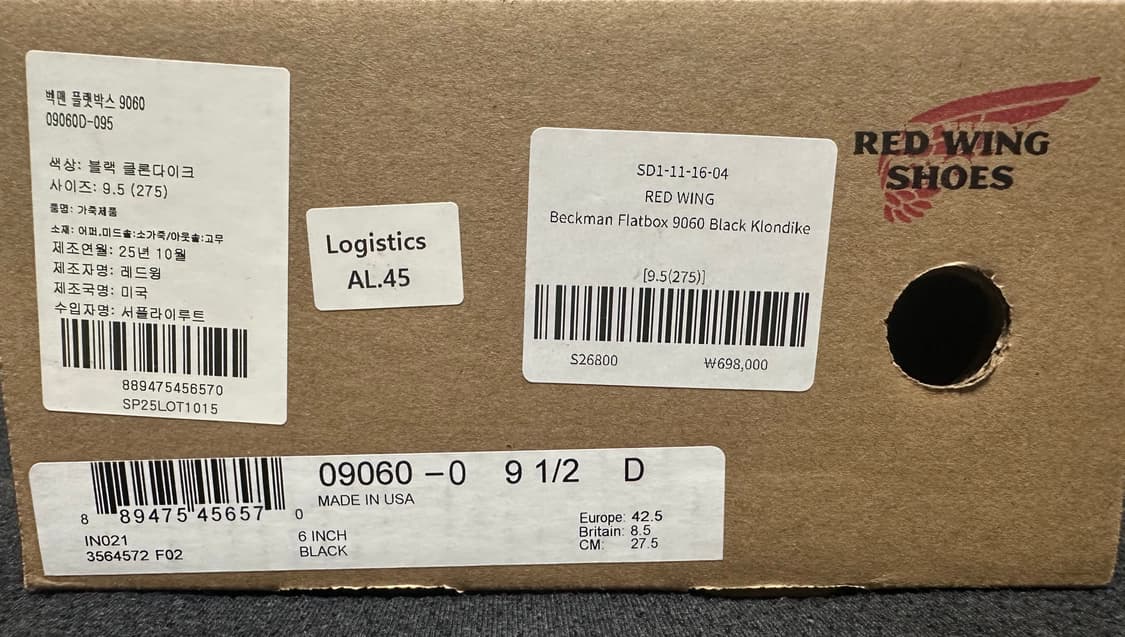 벡맨 플랫박스 9060
09060D-095
색상: 블랙 클론다이크
사이즈: 9.5 (275)
품명: 가죽제품
소재: 어퍼,미드솔:소가죽/아웃솔:고무
제조연월: 25년 10월
제조자명: 레드윙
제조국명: 미국
수입자명: 서플라이루트
889475456570
SP25LOT1015
Logistics
AL.45
SD1-11-16-04
RED WING
Beckman Flatbox 9060 Black Klondike
[9.5(275)]
S26800 ₩698,000
RED WING
SHOES
09060 -0 9 1/2 D
MADE IN USA
8 89475 45657 0
IN021
3564572 F02
6 INCH
BLACK
Europe: 42.5
Britain: 8.5
CM: 27.5